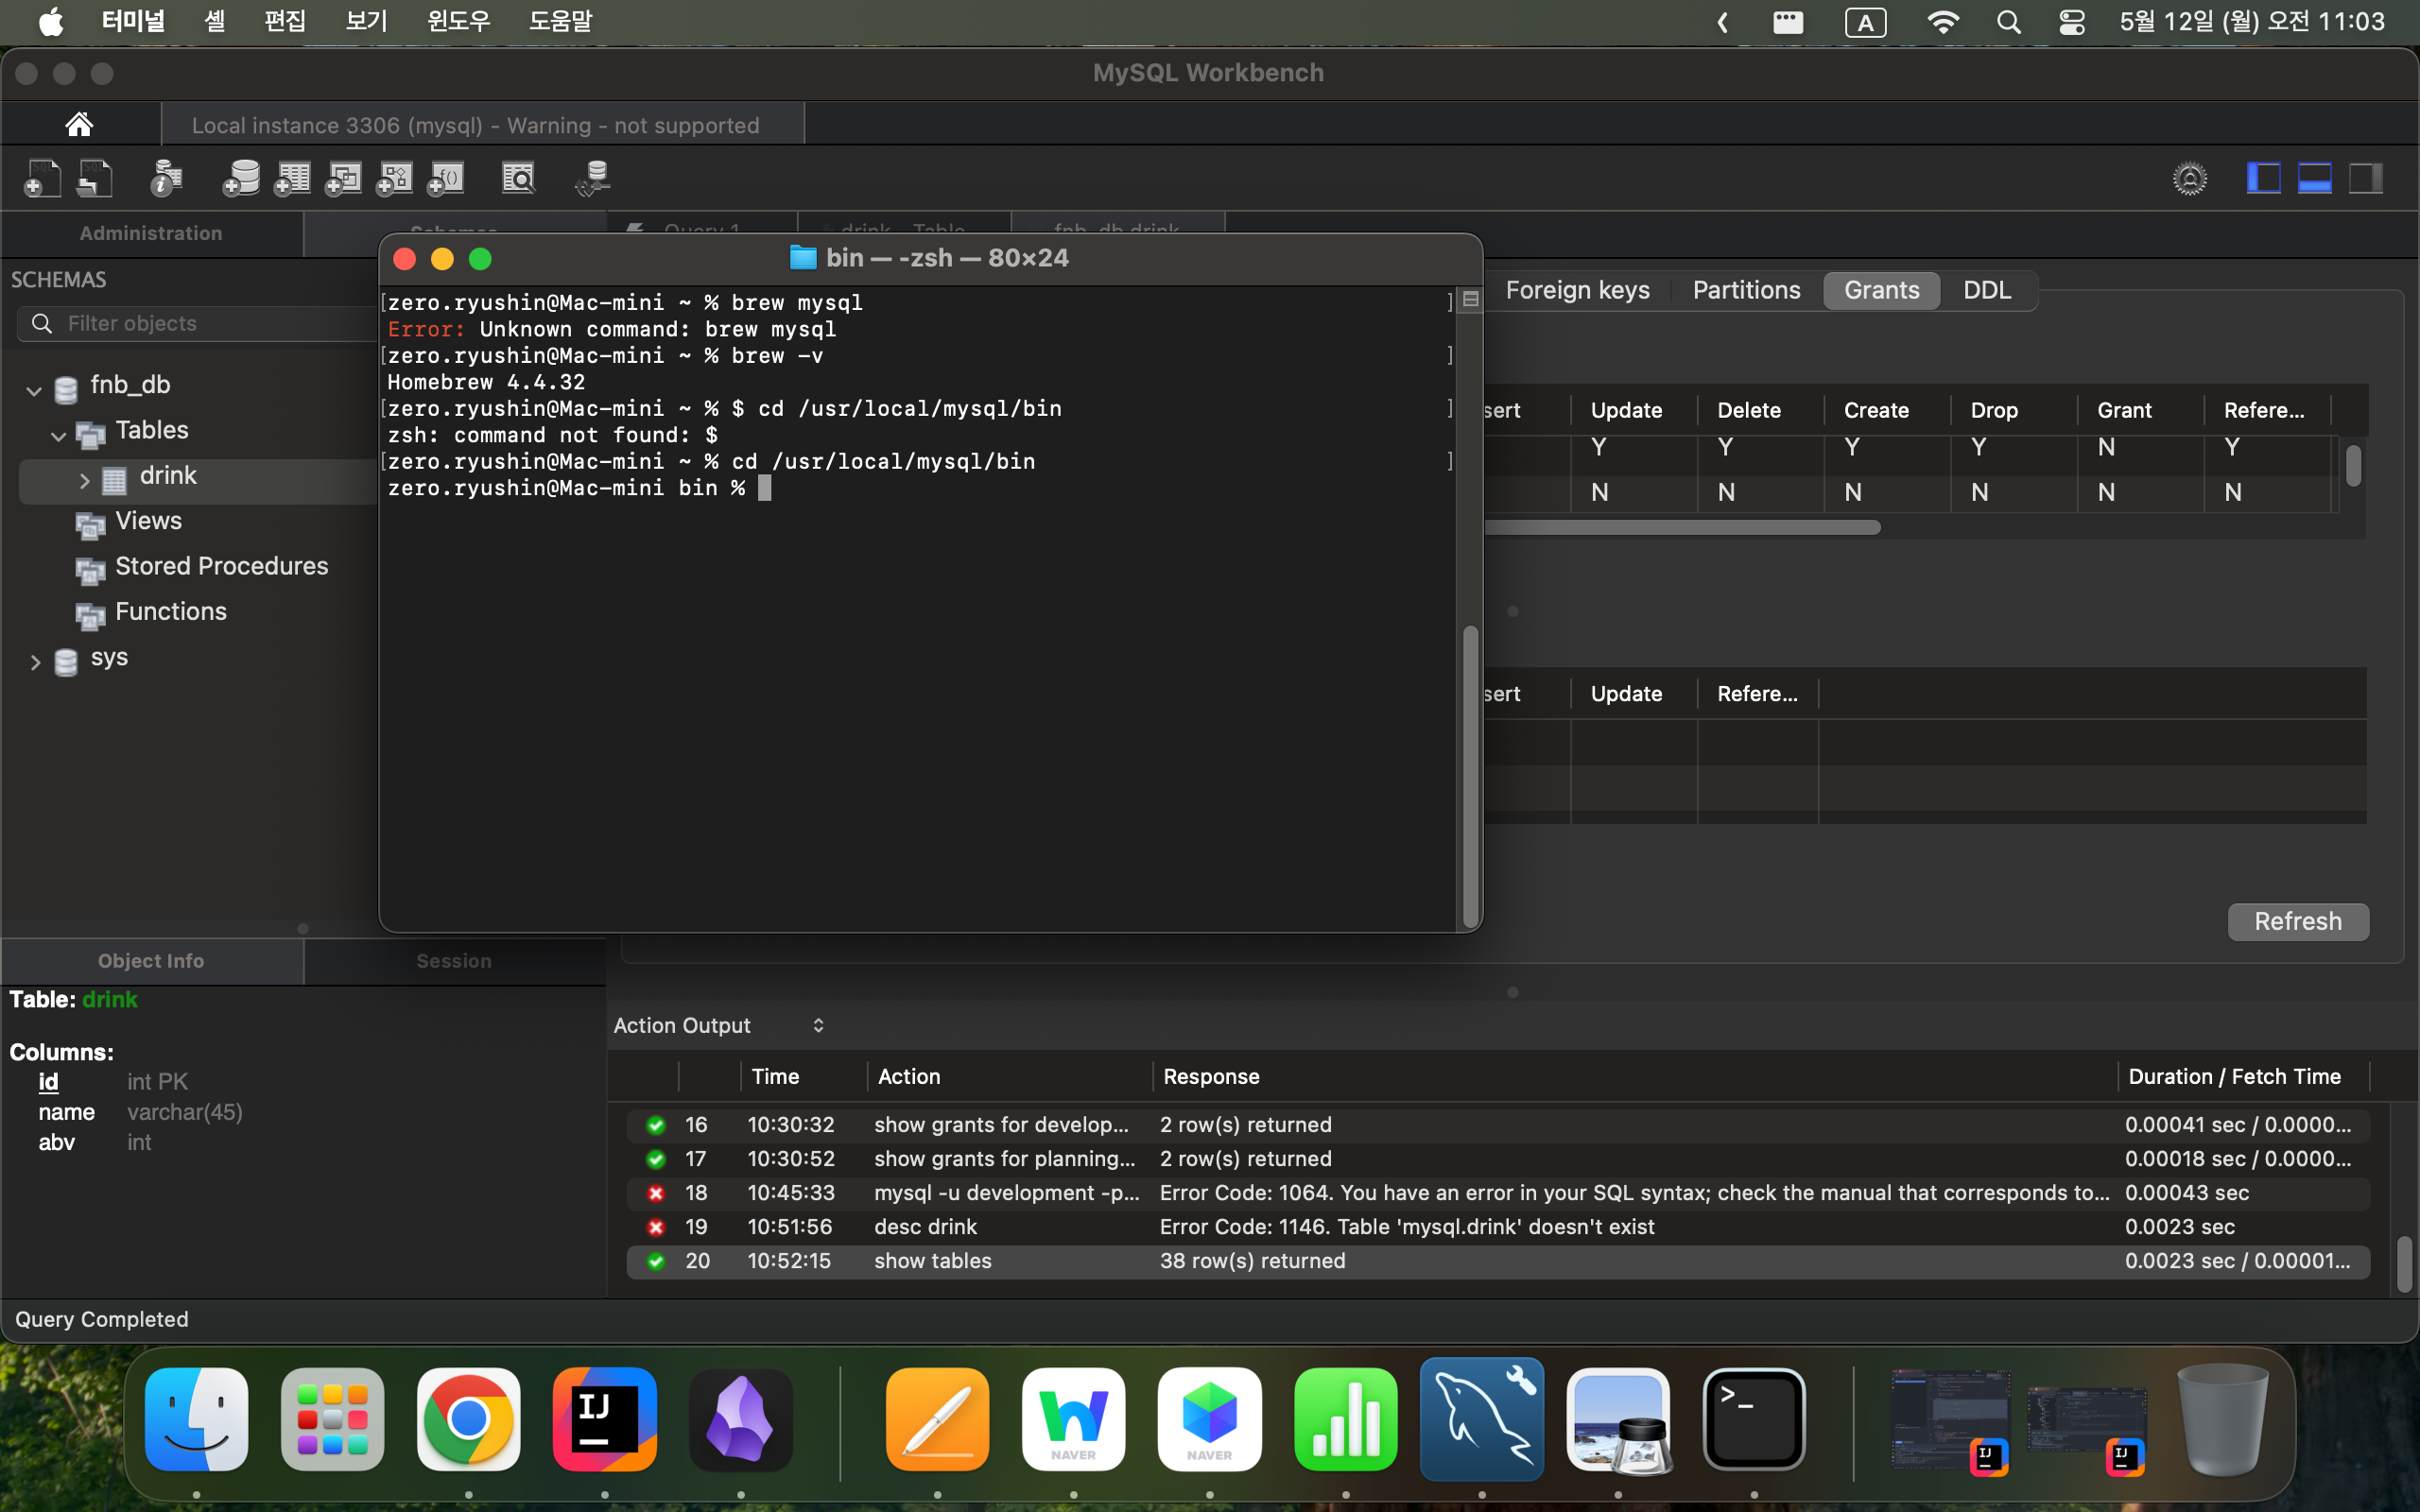 터미널 셸 편집 보기 윈도우 도움말 A 5월 12일 (월) 오전 11:03
MySQL Workbench
Local instance 3306 (mysql) - Warning - not supported
Administration
SCHEMAS
Filter objects
fnb_db
Tables
drink
Views
Stored Procedures
Functions
sys
bin — -zsh — 80×24
[zero.ryushin@Mac-mini ~ % brew mysql ]
Error: Unknown command: brew mysql
[zero.ryushin@Mac-mini ~ % brew -v ]
Homebrew 4.4.32
[zero.ryushin@Mac-mini ~ % $ cd /usr/local/mysql/bin ]
zsh: command not found: $
[zero.ryushin@Mac-mini ~ % cd /usr/local/mysql/bin ]
zero.ryushin@Mac-mini bin %
Foreign keys Partitions Grants DDL
sert Update Delete Create Drop Grant Refere...
Y Y Y Y N Y
N N N N N N
sert Update Refere...
Refresh
Object Info Session
Table: drink
Columns:
id int PK
name varchar(45)
abv int
Action Output
Time Action Response Duration / Fetch Time
16 10:30:32 show grants for develop... 2 row(s) returned 0.00041 sec / 0.0000...
17 10:30:52 show grants for planning... 2 row(s) returned 0.00018 sec / 0.0000...
18 10:45:33 mysql -u development -p... Error Code: 1064. You have an error in your SQL syntax; check the manual that corresponds to... 0.00043 sec
19 10:51:56 desc drink Error Code: 1146. Table 'mysql.drink' doesn't exist 0.0023 sec
20 10:52:15 show tables 38 row(s) returned 0.0023 sec / 0.00001...
Query Completed
IJ
NAVER
NAVER
>_
IJ
IJ